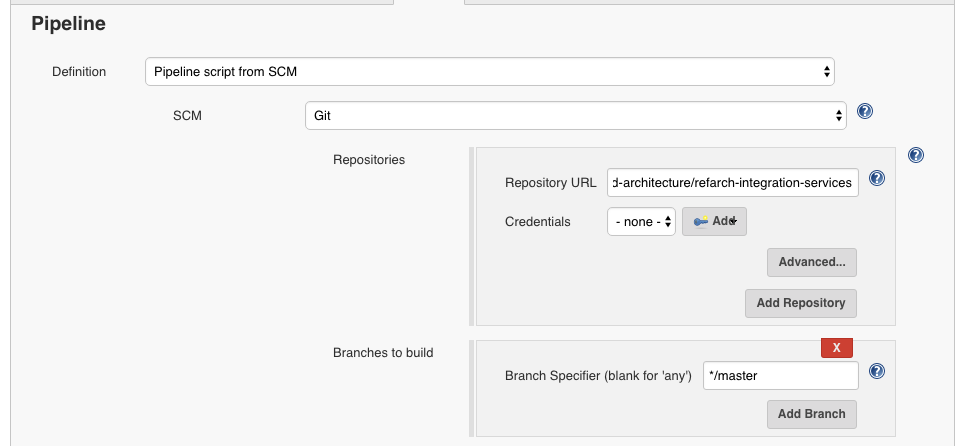 Pipeline
Definition
Pipeline script from SCM
SCM
Git
?
Repositories
?
Repository URL
d-architecture/refarch-integration-services
?
Credentials
- none -
Add
Advanced...
Add Repository
Branches to build
X
Branch Specifier (blank for 'any')
*/master
?
Add Branch